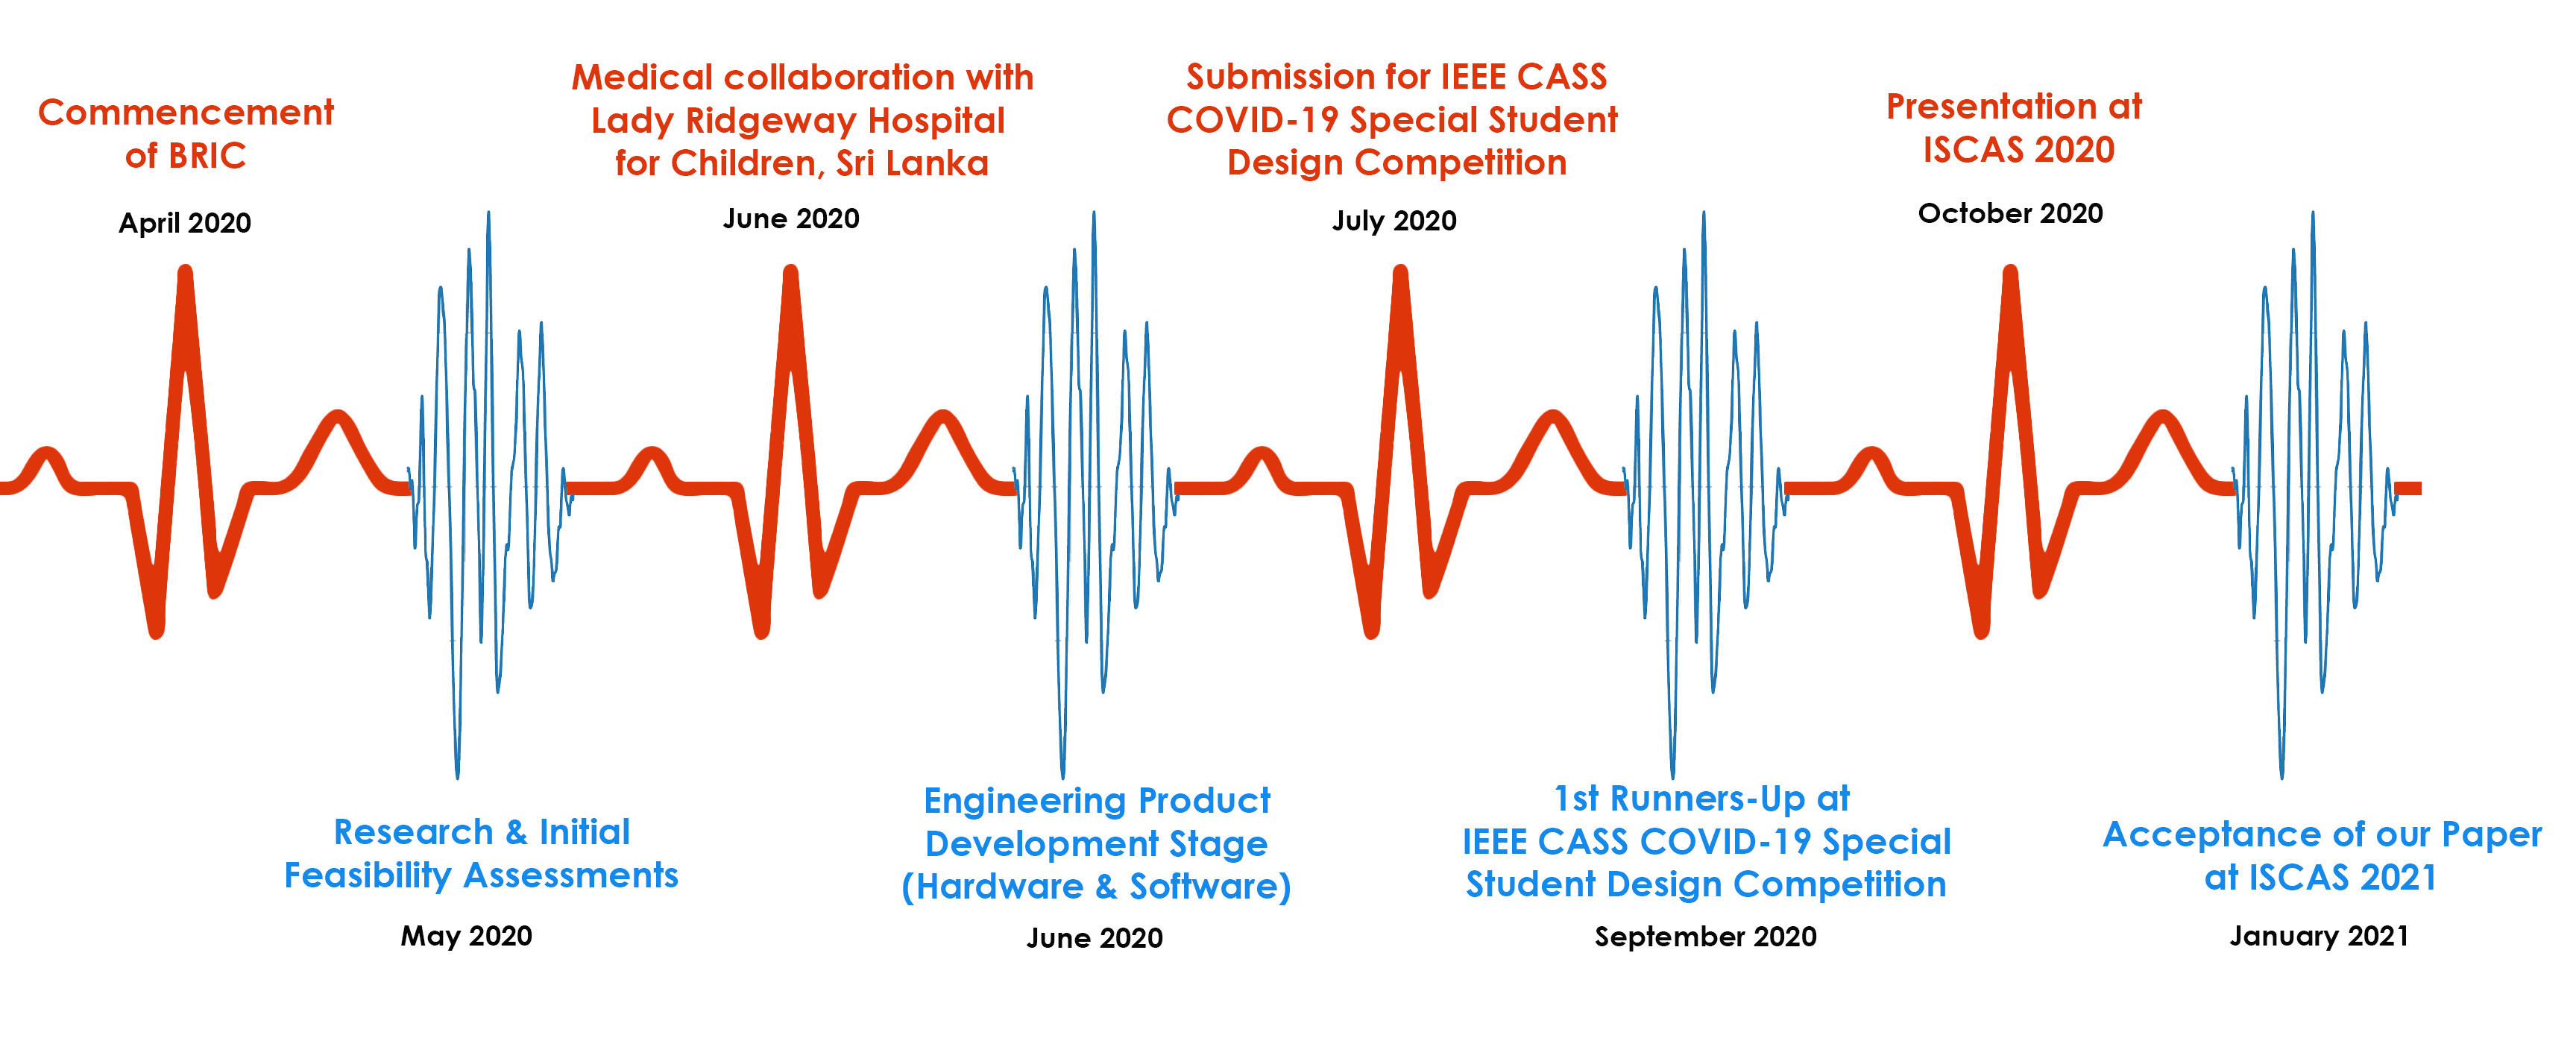 Commencement
of BRIC
April 2020
Medical collaboration with
Lady Ridgeway Hospital
for Children, Sri Lanka
June 2020
Submission for IEEE CASS
COVID-19 Special Student
Design Competition
July 2020
Presentation at
ISCAS 2020
October 2020
Research & Initial
Feasibility Assessments
May 2020
Engineering Product
Development Stage
(Hardware & Software)
June 2020
1st Runners-Up at
IEEE CASS COVID-19 Special
Student Design Competition
September 2020
Acceptance of our Paper
at ISCAS 2021
January 2021